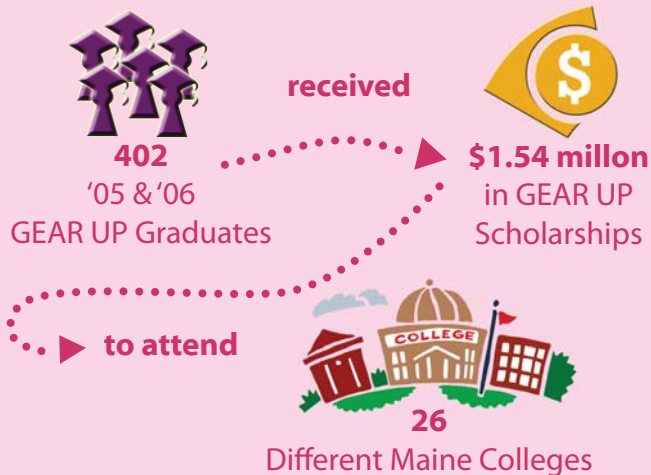 402
‘05 & ‘06
GEAR UP Graduates
received
$
$1.54 millon
in GEAR UP
Scholarships
to attend
COLLEGE
26
Different Maine Colleges